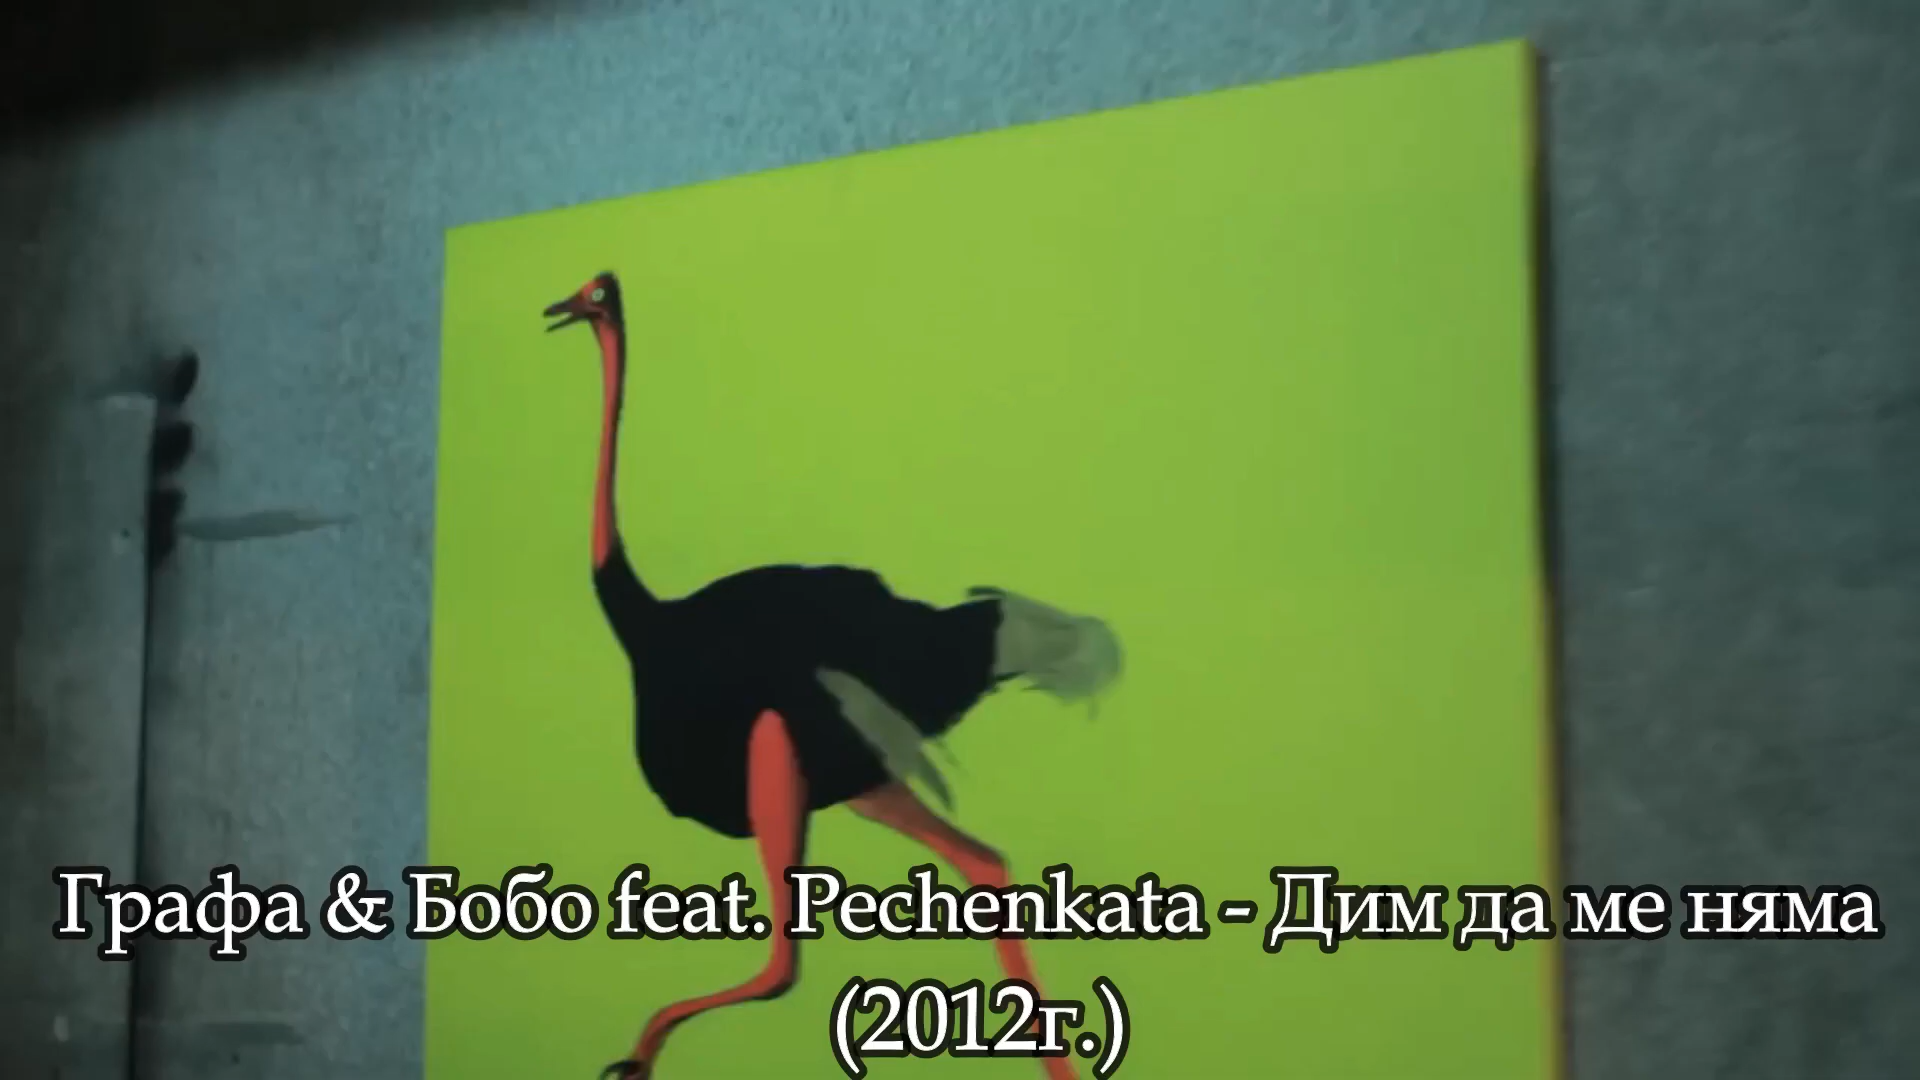 Графа & Бобо feat. Pechenkata - Дим да ме няма
(2012г.)